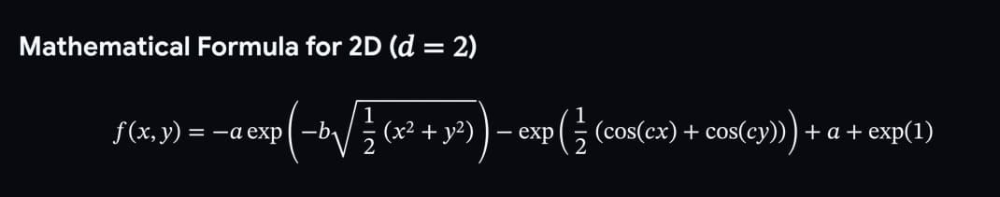 Mathematical Formula for 2D (d = 2)
f(x, y) = −a exp(−b√(1/2 (x² + y²))) − exp(1/2 (cos(cx) + cos(cy))) + a + exp(1)